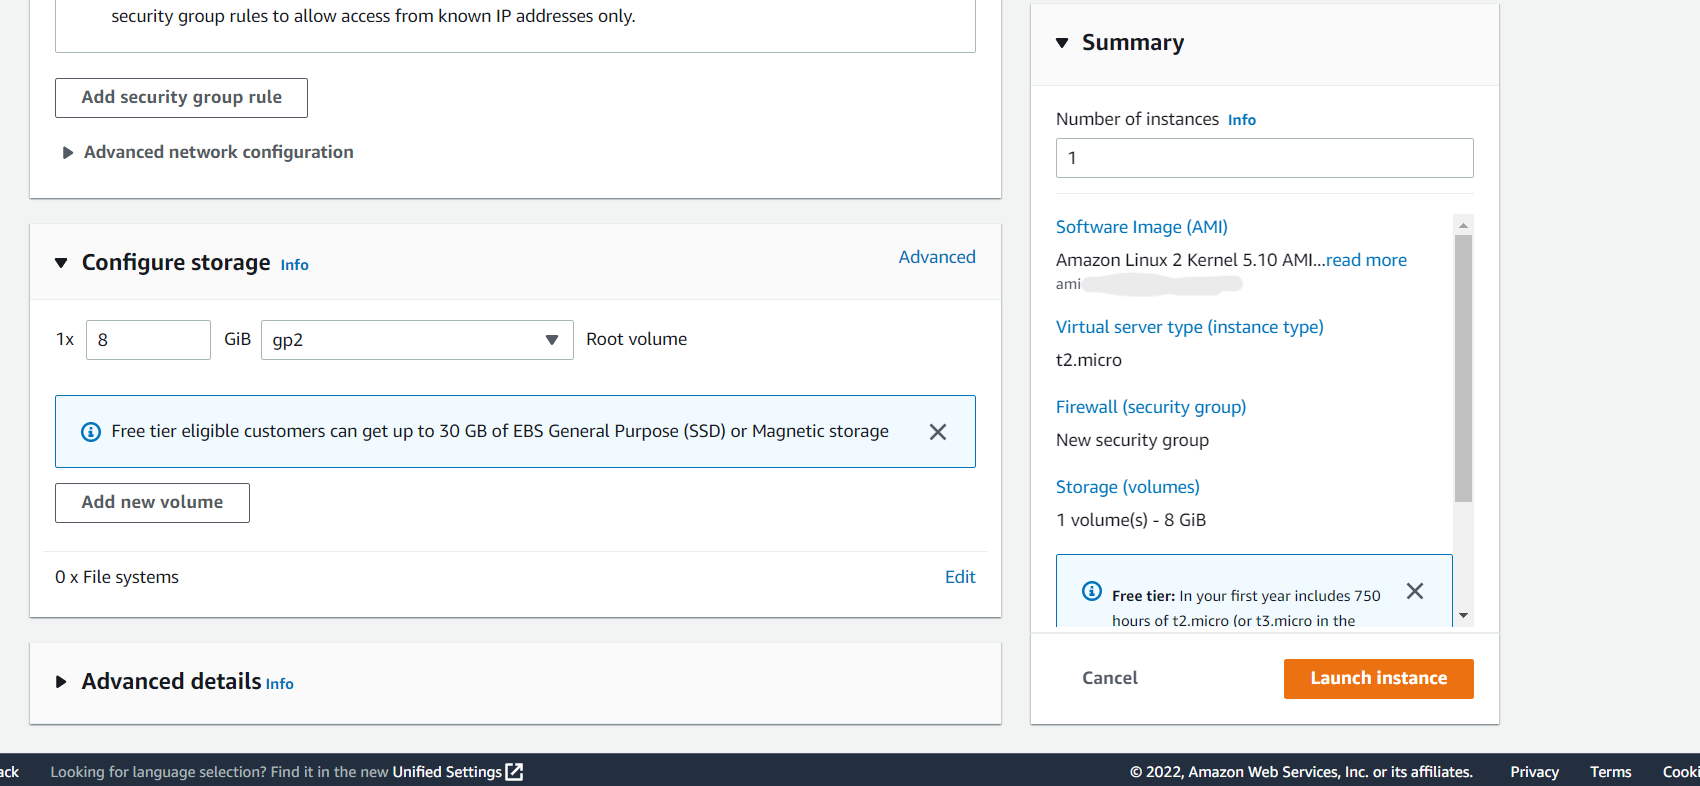 security group rules to allow access from known IP addresses only.
Add security group rule
Advanced network configuration
Configure storage Info
Advanced
1x 8 GiB gp2 Root volume
Free tier eligible customers can get up to 30 GB of EBS General Purpose (SSD) or Magnetic storage
Add new volume
0 x File systems
Edit
Advanced details Info
Summary
Number of instances Info
1
Software Image (AMI)
Amazon Linux 2 Kernel 5.10 AMI...read more
ami
Virtual server type (instance type)
t2.micro
Firewall (security group)
New security group
Storage (volumes)
1 volume(s) - 8 GiB
Free tier: In your first year includes 750
hours of t2.micro (or t3.micro in the
Cancel
Launch instance
ack Looking for language selection? Find it in the new Unified Settings
© 2022, Amazon Web Services, Inc. or its affiliates. Privacy Terms Cooki